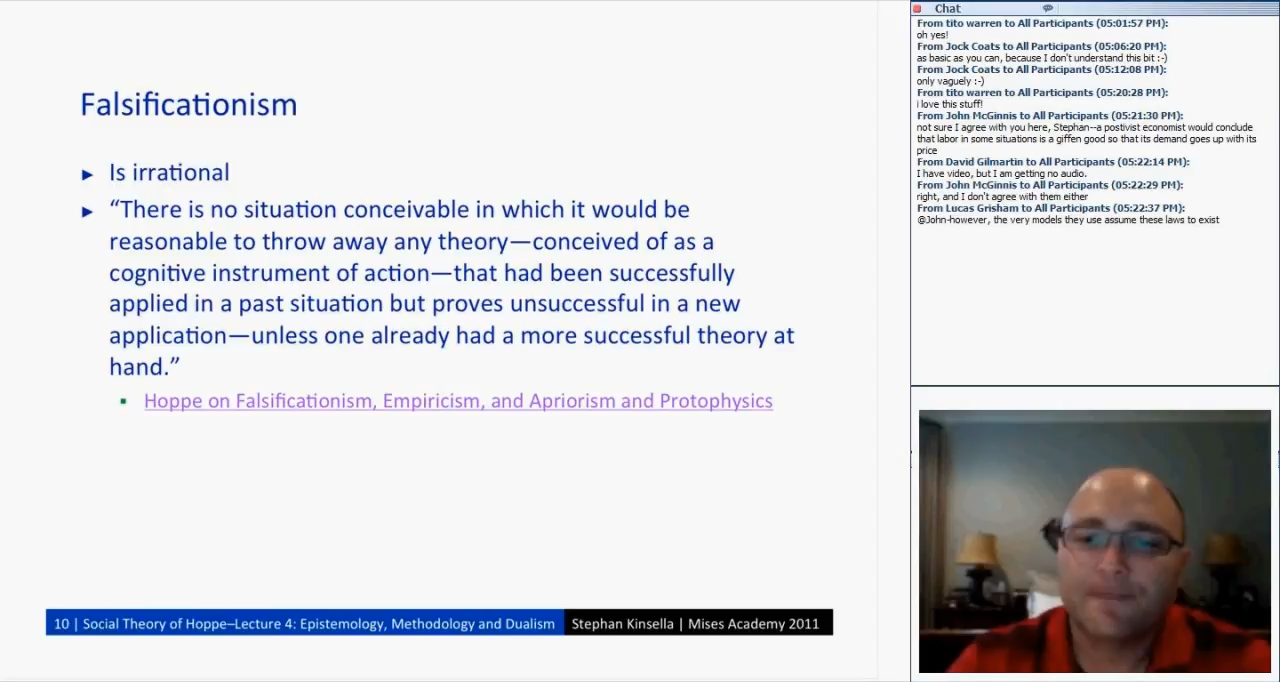 Falsificationism
► Is irrational
► “There is no situation conceivable in which it would be
reasonable to throw away any theory—conceived of as a
cognitive instrument of action—that had been successfully
applied in a past situation but proves unsuccessful in a new
application—unless one already had a more successful theory at
hand.”
▪ Hoppe on Falsificationism, Empiricism, and Apriorism and Protophysics
10 | Social Theory of Hoppe–Lecture 4: Epistemology, Methodology and Dualism
Stephan Kinsella | Mises Academy 2011
Chat
From tito warren to All Participants (05:01:57 PM):
oh yes!
From Jock Coats to All Participants (05:06:20 PM):
as basic as you can, because I don't understand this bit :-)
From Jock Coats to All Participants (05:12:08 PM):
only vaguely :-)
From tito warren to All Participants (05:20:28 PM):
i love this stuff!
From John McGinnis to All Participants (05:21:30 PM):
not sure I agree with you here, Stephan--a postivist economist would conclude
that labor in some situations is a giffen good so that its demand goes up with its
price
From David Gilmartin to All Participants (05:22:14 PM):
I have video, but I am getting no audio.
From John McGinnis to All Participants (05:22:29 PM):
right, and I don't agree with them either
From Lucas Grisham to All Participants (05:22:37 PM):
@John-however, the very models they use assume these laws to exist